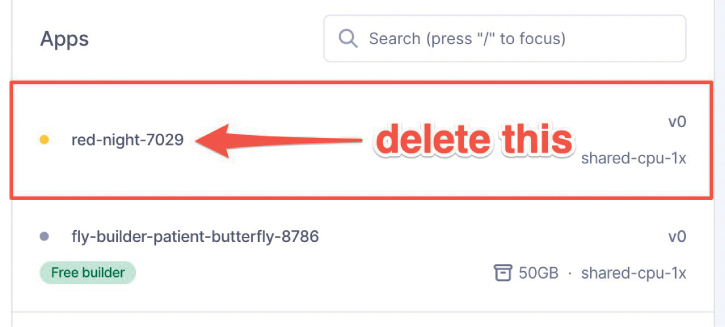 Apps
Search (press "/" to focus)
v0
red-night-7029
delete this
shared-cpu-1x
fly-builder-patient-butterfly-8786
v0
Free builder
50GB · shared-cpu-1x